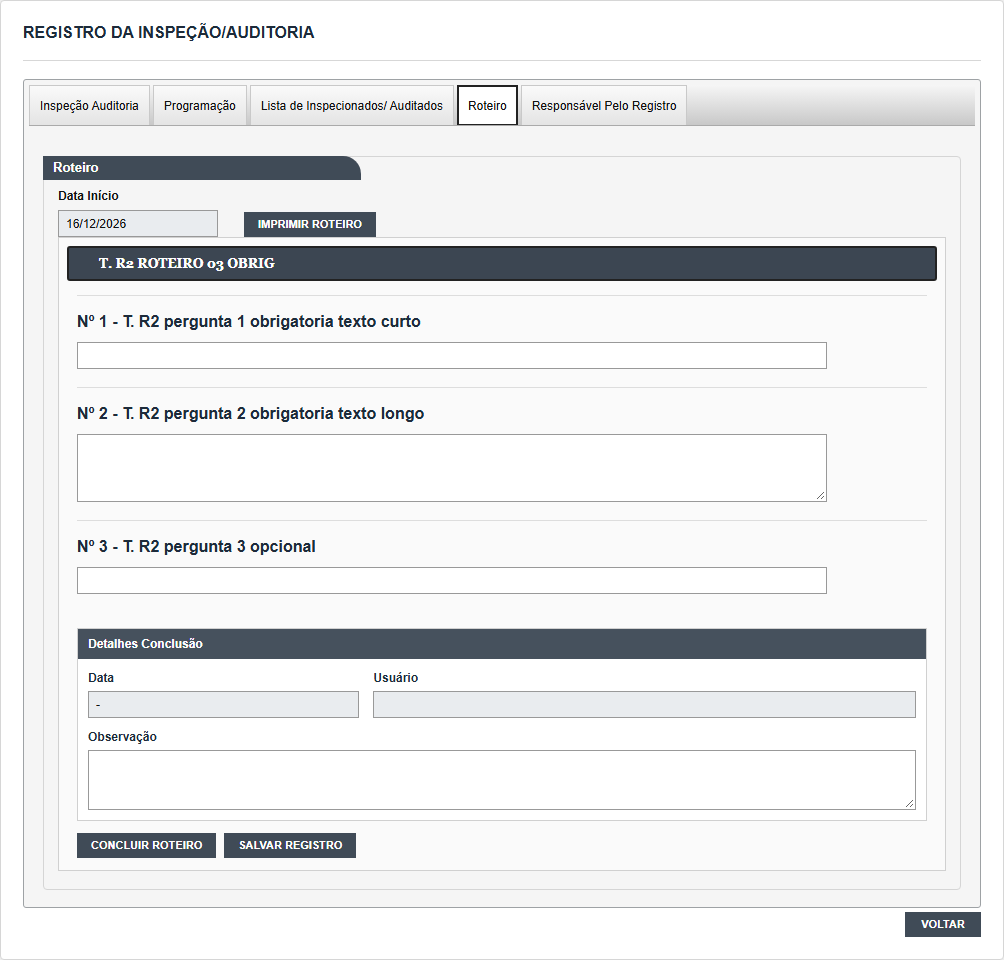 REGISTRO DA INSPEÇÃO/AUDITORIA
Inspeção Auditoria
Programação
Lista de Inspecionados/ Auditados
Roteiro
Responsável Pelo Registro
Roteiro
Data Início
16/12/2026
IMPRIMIR ROTEIRO
T. R2 ROTEIRO 03 OBRIG
Nº 1 - T. R2 pergunta 1 obrigatoria texto curto
Nº 2 - T. R2 pergunta 2 obrigatoria texto longo
Nº 3 - T. R2 pergunta 3 opcional
Detalhes Conclusão
Data
Usuário
-
Observação
CONCLUIR ROTEIRO
SALVAR REGISTRO
VOLTAR